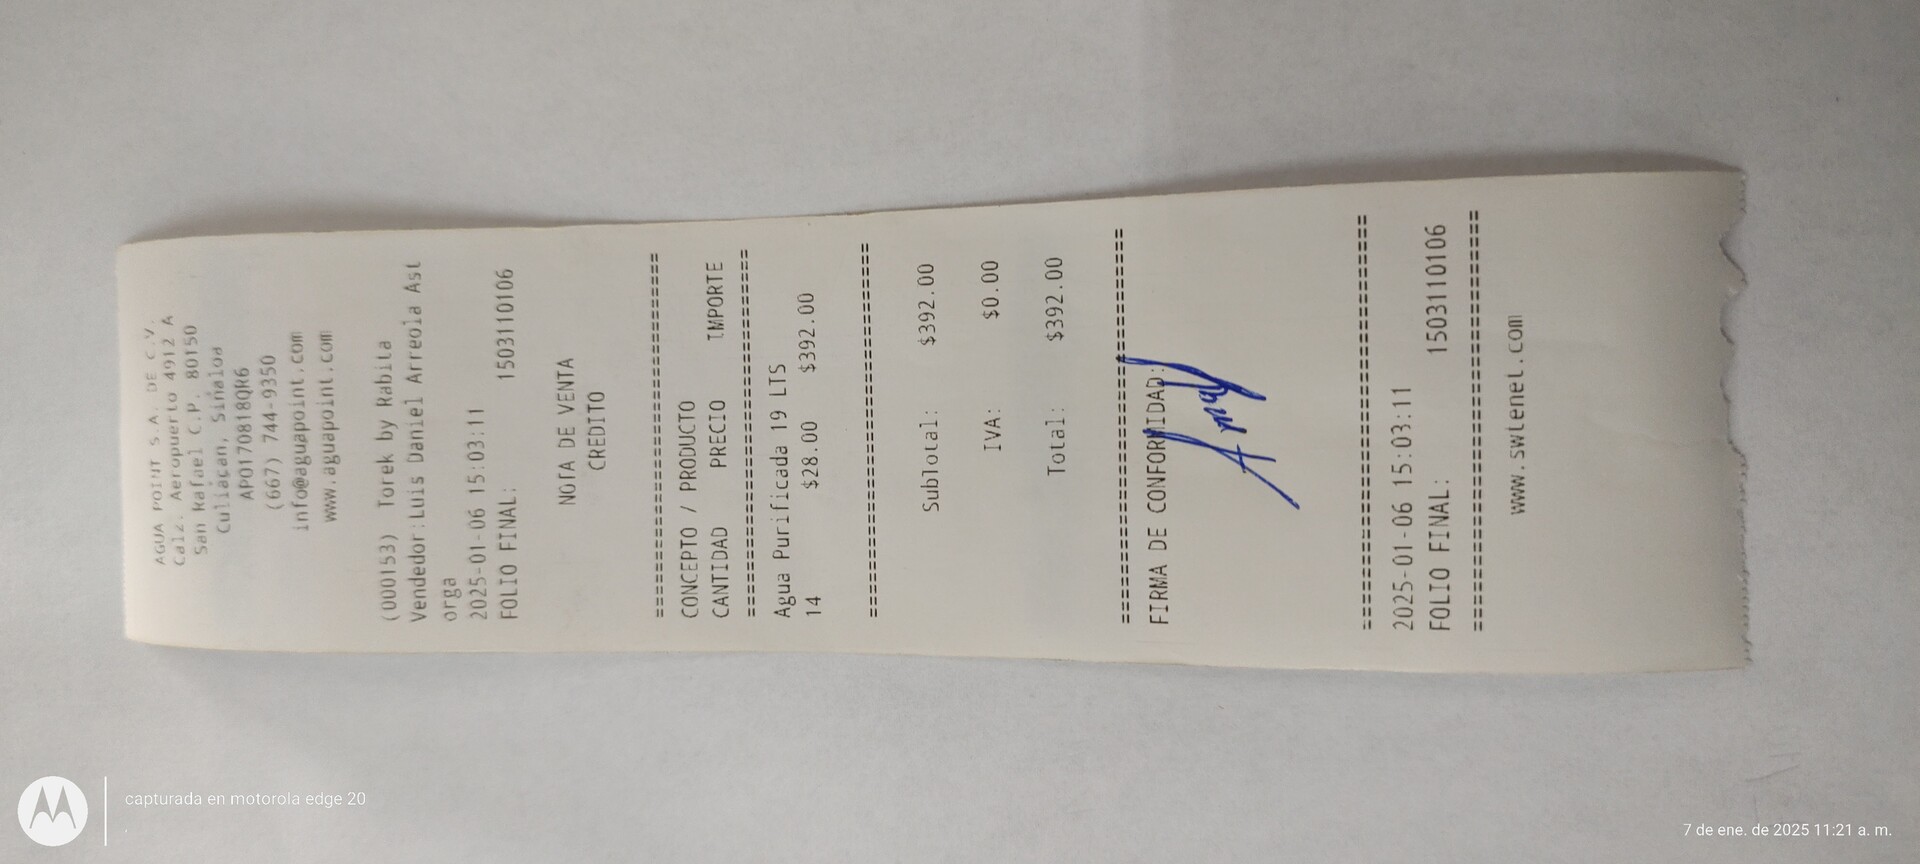 AGUA POINT S.A. DE C.V.
Calz. Aeropuerto 4912 A
San Rafael C.P. 80150
Culiacan, Sinaloa
APO170818QR6
(667) 744-9350
info@aguapoint.com
www.aguapoint.com
(000153) Torek by Rabita
Vendedor:Luis Daniel Arreola Ast
orga
2025-01-06 15:03:11
FOLIO FINAL: 1503110106
NOTA DE VENTA
CREDITO
================================
CONCEPTO / PRODUCTO
CANTIDAD PRECIO IMPORTE
================================
Agua Purificada 19 LTS
14 $28.00 $392.00
================================
Subtotal: $392.00
IVA: $0.00
Total: $392.00
================================
FIRMA DE CONFORMIDAD:
================================
2025-01-06 15:03:11
FOLIO FINAL: 1503110106
================================
www.swtenet.com
capturada en motorola edge 20
7 de ene. de 2025 11:21 a. m.